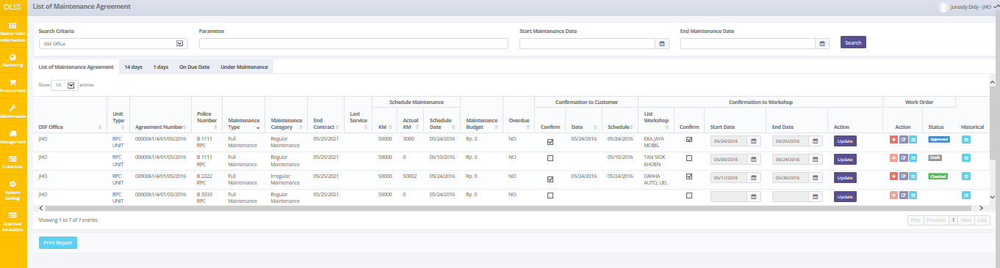 OLSS
List of Maintenance Agreement
Junaidy Didy - JHO
Master Data
Information
Marketing
Procurement
Maintenance
Management
Collection
System
Setting
Approval
Escalation
Search Criteria
Parameter
Start Maintenance Date
End Maintenance Date
DSF Office
Search
List of Maintenance Agreement 14 days 1 days On Due Date Under Maintenance
Show 10 entries
Schedule Maintenance Confirmation to Customer Confirmation to Workshop Work Order
DSF Office
Unit
Type
Agreement Number
Police
Number
Maintenance
Type
Maintenance
Category
End
Contract
Last
Service
KM
Actual
KM
Schedule
Date
Maintenance
Budget
Overdue
Confirm
Date
Schedule
List
Workshop
Confirm
Start Date
End Date
Action
Action
Status
Historical
JHO RPC 0000061/4/01/05/2016 B 1111 Full Regular 05/25/2021 50000 3000 05/24/2016 Rp. 0 NO 05/24/2016 05/24/2016 EKA JAYA 05/24/2016 05/25/2016 Update Approved
UNIT RPC Maintenance Maintenance MOBIL
JHO RPC 0000061/4/01/05/2016 B 1111 Full Regular 05/25/2021 50000 0 05/10/2016 Rp. 0 NO 05/10/2016 TAN SIOK 05/09/2016 05/24/2016 Update Draft
UNIT RPC Maintenance Maintenance KHOEN
JHO RPC 0000061/4/01/05/2016 B 2222 Full Irregular 05/25/2021 50000 50002 05/24/2016 Rp. 0 NO 05/24/2016 05/24/2016 GRAHA 05/17/2016 05/30/2016 Update Checked
UNIT RPC Maintenance Maintenance AUTO, UD.
JHO RPC 0000061/4/01/05/2016 B 3333 Full Regular 05/25/2021 50000 0 05/24/2016 Rp. 0 NO Update
UNIT RPC Maintenance Maintenance
Showing 1 to 7 of 7 entries
First Previous 1 Next Last
Print Report